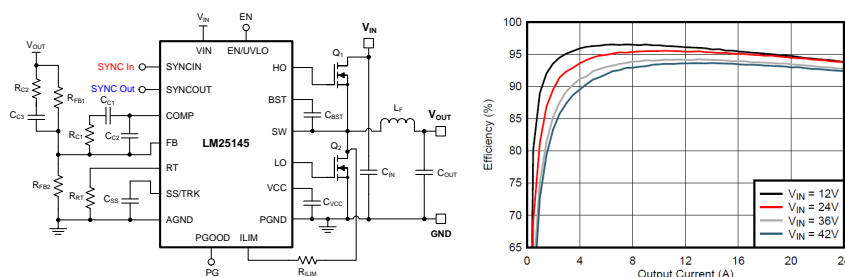 VIN
EN
VIN
VIN
EN/UVLO
VOUT
SYNC In
SYNCIN
SYNC Out
SYNCOUT
RC2
RFB1
CC3
CC1
COMP
RC1
CC2
FB
LM25145
RT
RFB2
RRT
CSS
SS/TRK
AGND
PGOOD
ILIM
PG
RILIM
HO
Q1
BST
CBST
SW
LF
VOUT
Q2
LO
VCC
CVCC
CIN
COUT
PGND
GND
100
95
90
85
80
75
70
65
Efficiency (%)
VIN = 12V
VIN = 24V
VIN = 36V
VIN = 42V
0 4 8 12 16 20 24
Output Current (A)